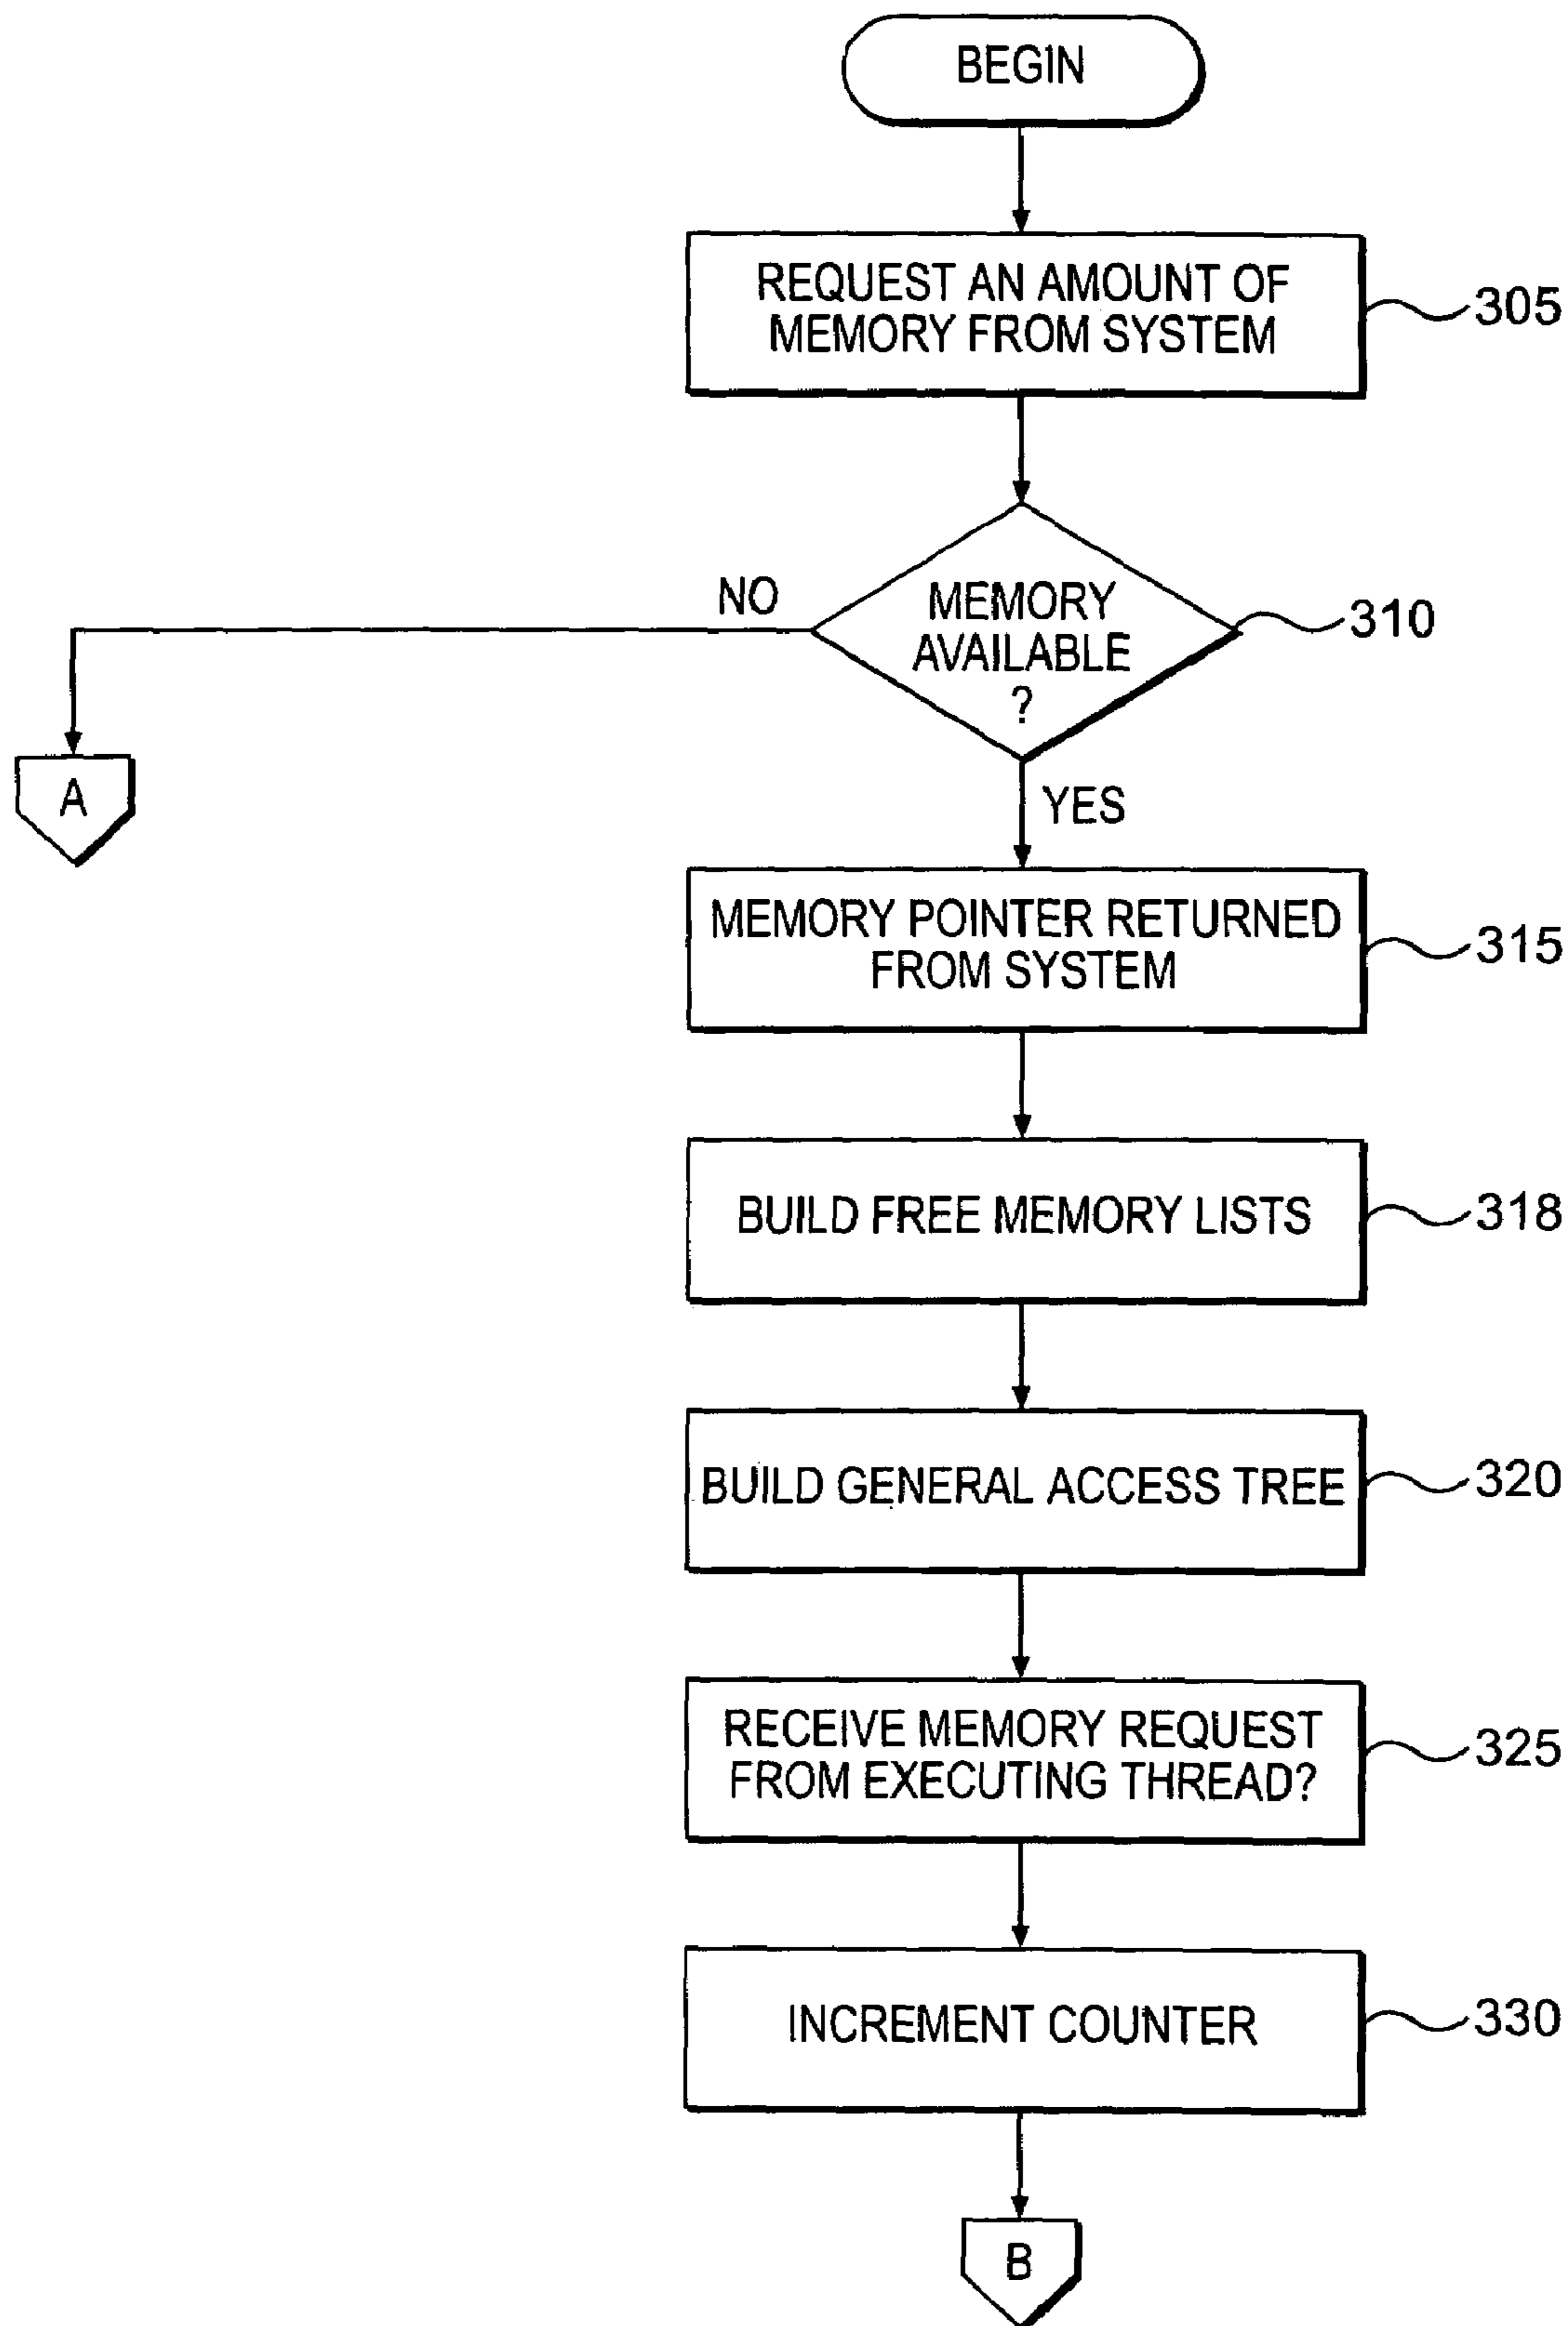 BEGIN
REQUEST AN AMOUNT OF
MEMORY FROM SYSTEM
305
NO
MEMORY
AVAILABLE
?
310
A
YES
MEMORY POINTER RETURNED
FROM SYSTEM
315
BUILD FREE MEMORY LISTS
318
BUILD GENERAL ACCESS TREE
320
RECEIVE MEMORY REQUEST
FROM EXECUTING THREAD?
325
INCREMENT COUNTER
330
B